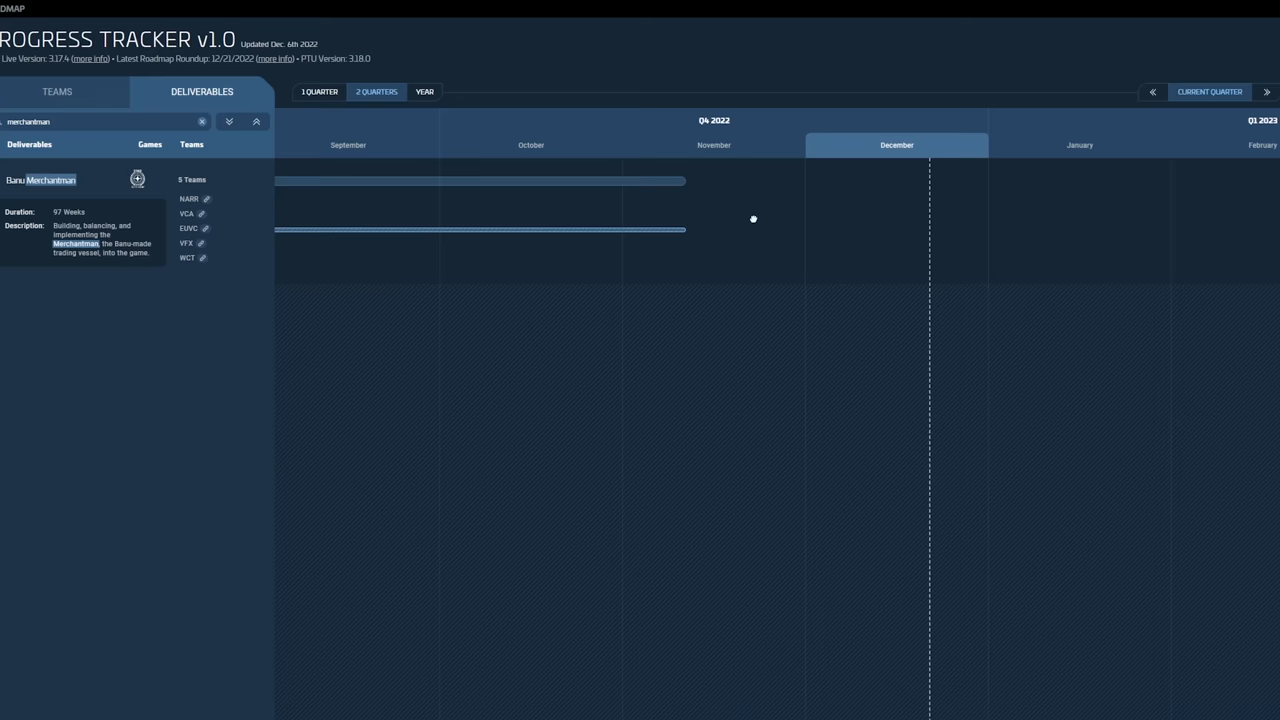 DMAP
ROGRESS TRACKER v1.0 Updated Dec. 6th 2022
Live Version: 3.17.4 (more info) • Latest Roadmap Roundup: 12/21/2022 (more info) • PTU Version: 3.18.0
TEAMS DELIVERABLES 1 QUARTER 2 QUARTERS YEAR CURRENT QUARTER
merchantman Q4 2022 Q1 2023
Deliverables Games Teams September October November December January February
Banu Merchantman 5 Teams
NARR
Duration: 97 Weeks VCA
Description: Building, balancing, and EUVC
implementing the
Merchantman, the Banu-made VFX
trading vessel, into the game. WCT